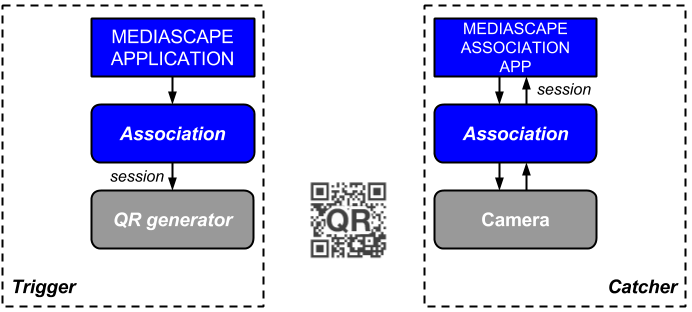 MEDIASCAPE
APPLICATION
Association
session
QR generator
Trigger
QR
MEDIASCAPE
ASSOCIATION
APP
session
Association
Camera
Catcher